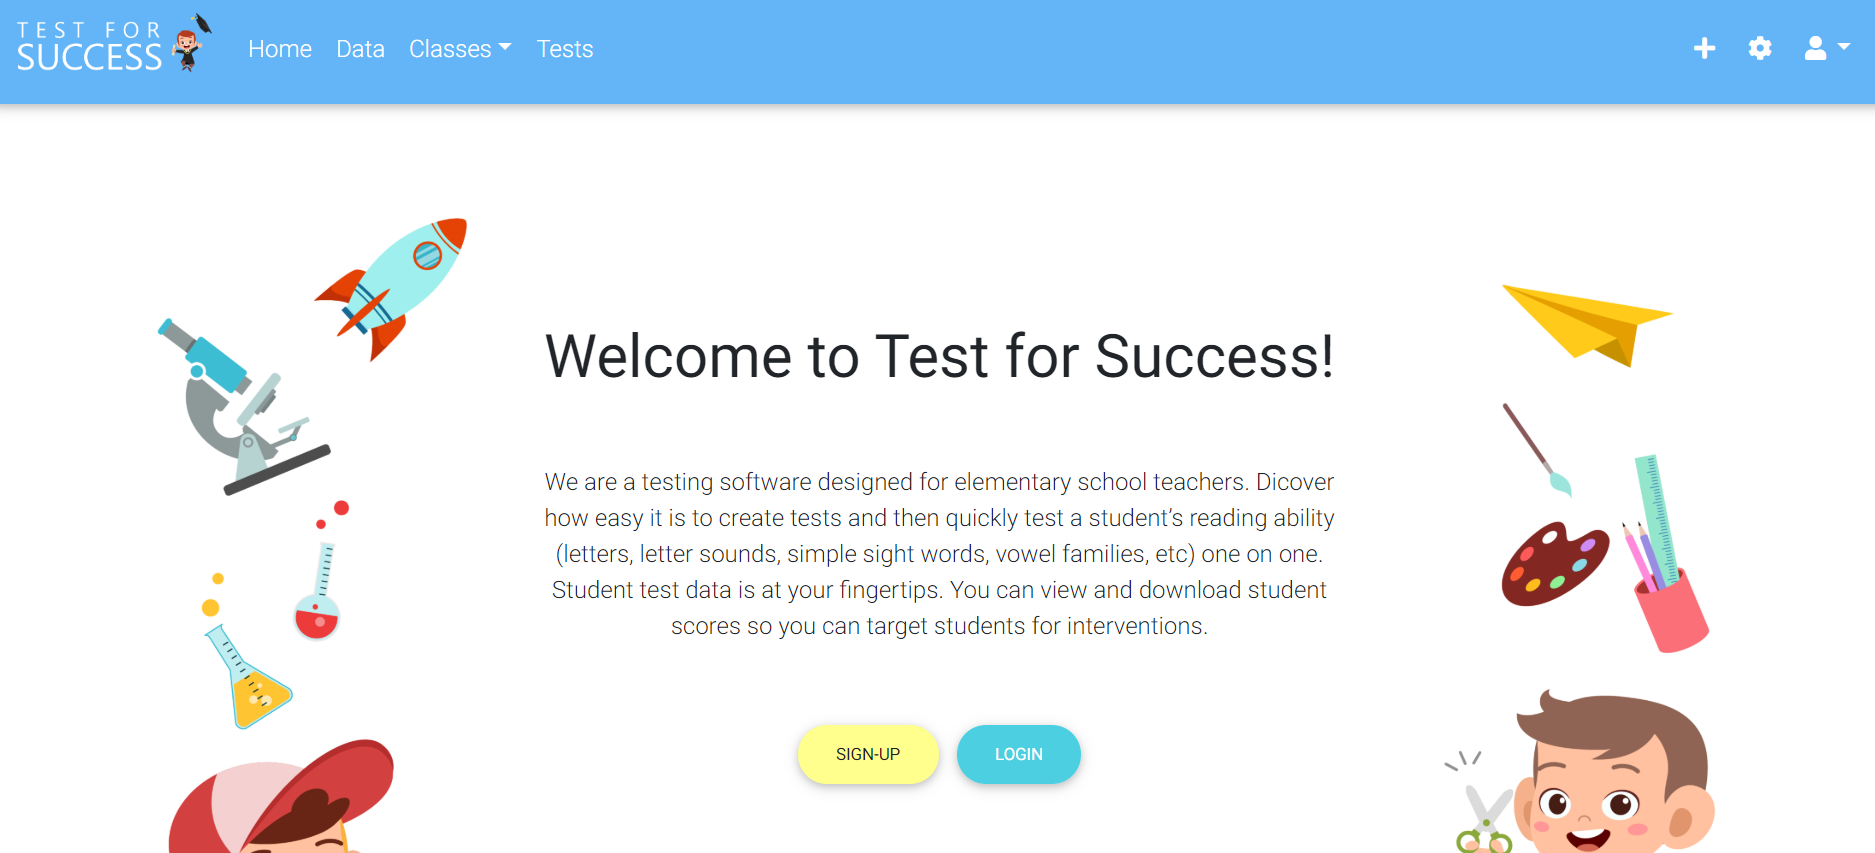 TEST FOR
SUCCESS
Home Data Classes Tests
Welcome to Test for Success!
We are a testing software designed for elementary school teachers. Dicover
how easy it is to create tests and then quickly test a student’s reading ability
(letters, letter sounds, simple sight words, vowel families, etc) one on one.
Student test data is at your fingertips. You can view and download student
scores so you can target students for interventions.
SIGN-UP LOGIN